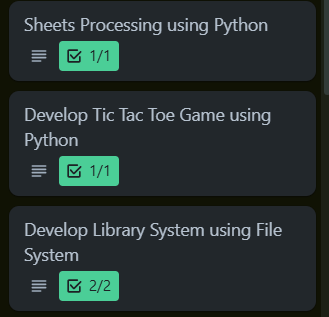 Sheets Processing using Python
1/1
Develop Tic Tac Toe Game using
Python
1/1
Develop Library System using File
System
2/2